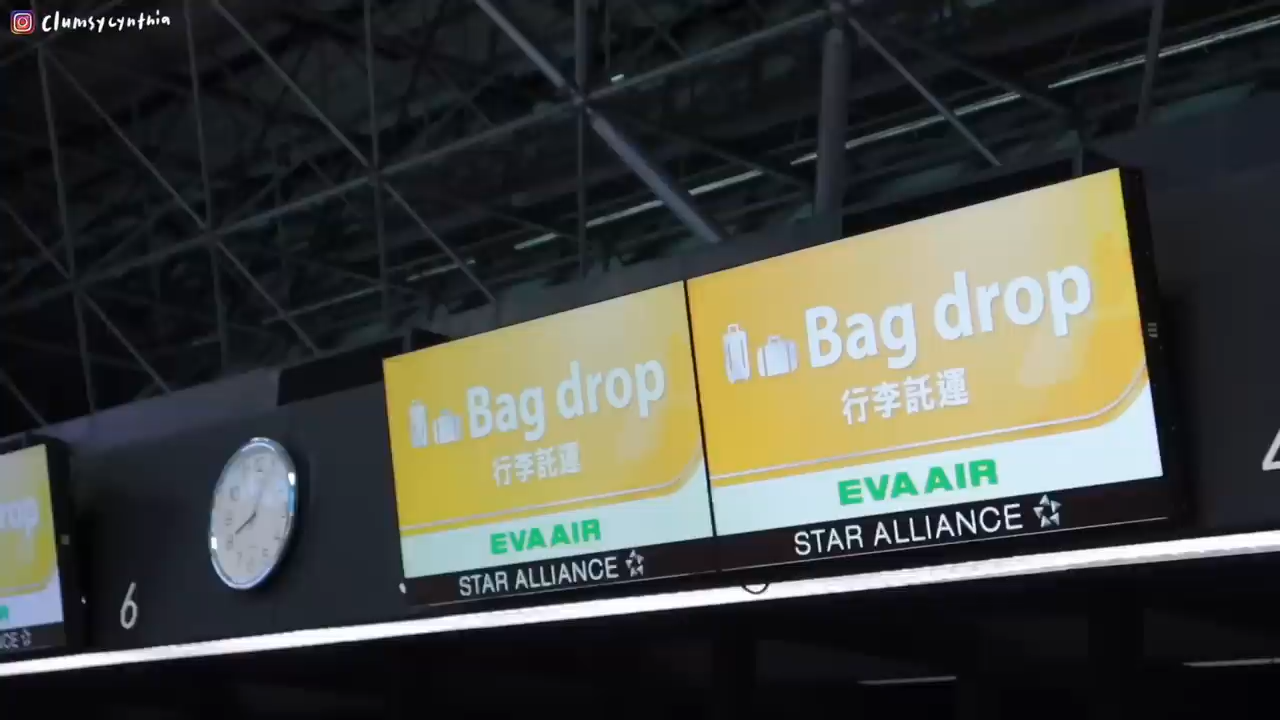 Clumsycynthia
Bag drop
行李託運
EVA AIR
STAR ALLIANCE
Bag drop
行李託運
EVA AIR
STAR ALLIANCE
6